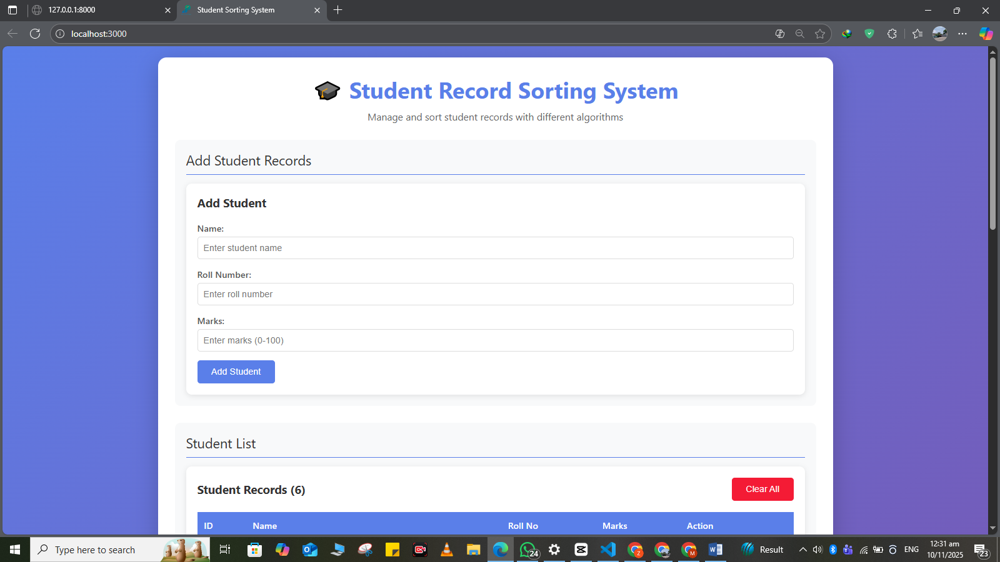 127.0.0.1:8000
Student Sorting System
localhost:3000
Student Record Sorting System
Manage and sort student records with different algorithms
Add Student Records
Add Student
Name:
Enter student name
Roll Number:
Enter roll number
Marks:
Enter marks (0-100)
Add Student
Student List
Student Records (6)
Clear All
ID Name Roll No Marks Action
Type here to search
24
Z
M
Result
ENG
12:31 am
10/11/2025
23